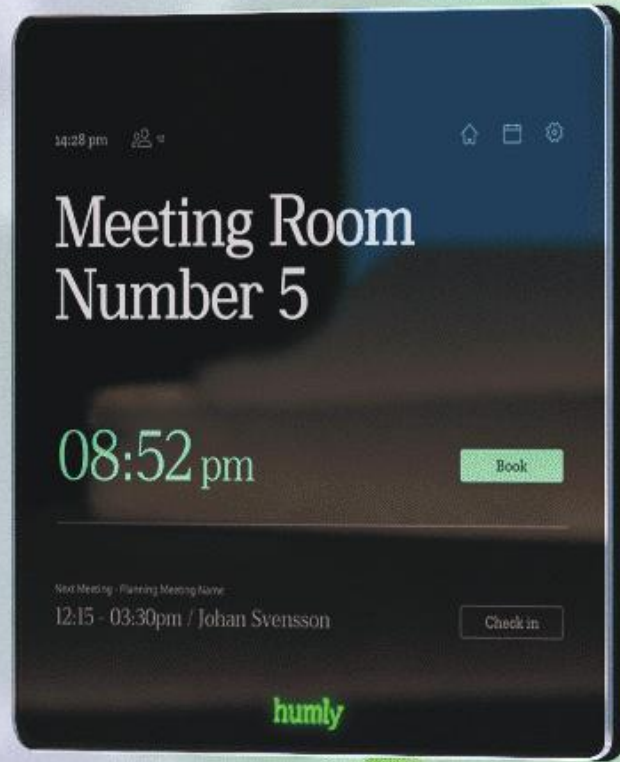 14:28 pm
Meeting Room
Number 5
08:52 pm
Book
Next Meeting - Planning Meeting Name
12:15 - 03:30pm / Johan Svensson
Check in
humly